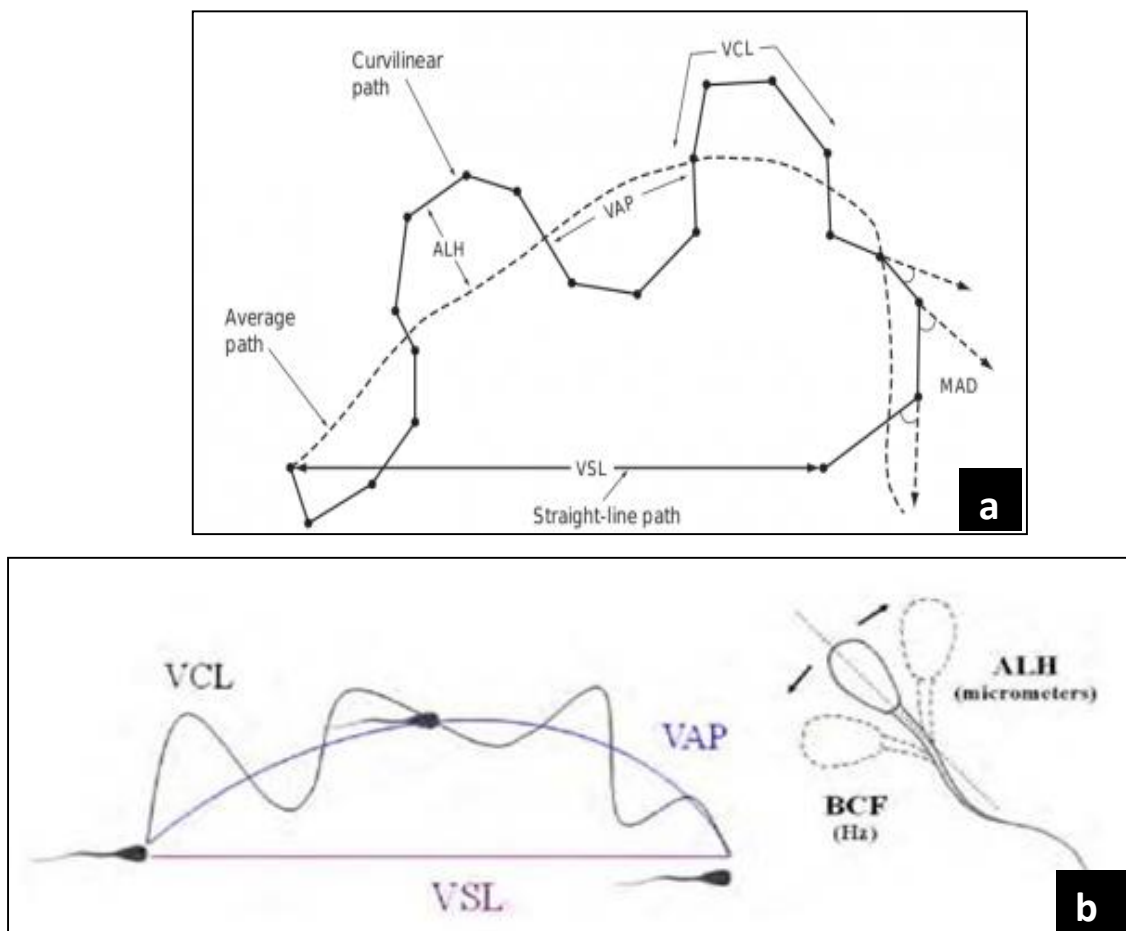 VCL
Curvilinear
path
VAP
ALH
Average
path
MAD
VSL
Straight-line path
a
VCL
VAP
VSL
ALH
(micrometers)
BCF
(Hz)
b